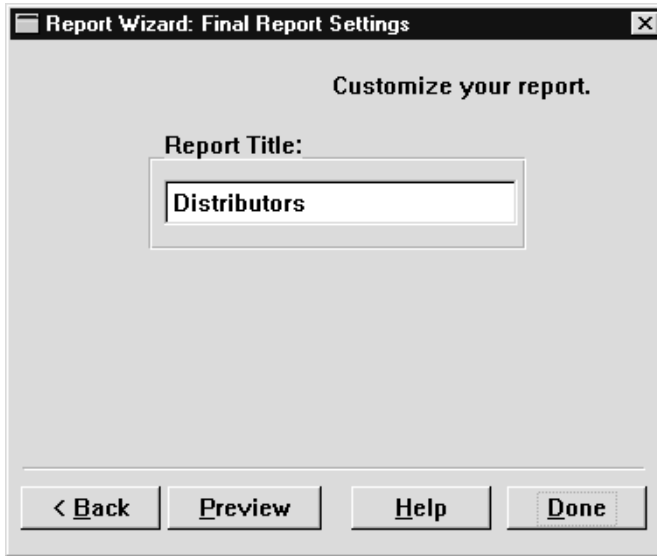 Report Wizard: Final Report Settings
Customize your report.
Report Title:
Distributors
< Back Preview Help Done